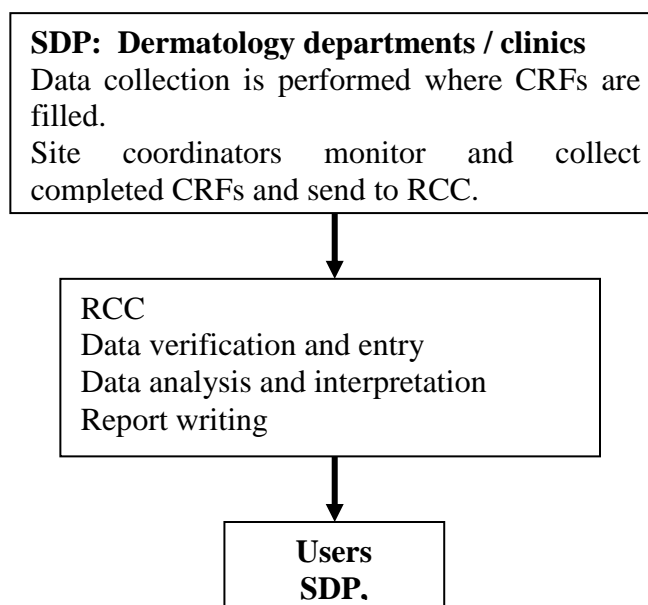 SDP: Dermatology departments / clinics
Data collection is performed where CRFs are
filled.
Site coordinators monitor and collect
completed CRFs and send to RCC.
RCC
Data verification and entry
Data analysis and interpretation
Report writing
Users
SDP,